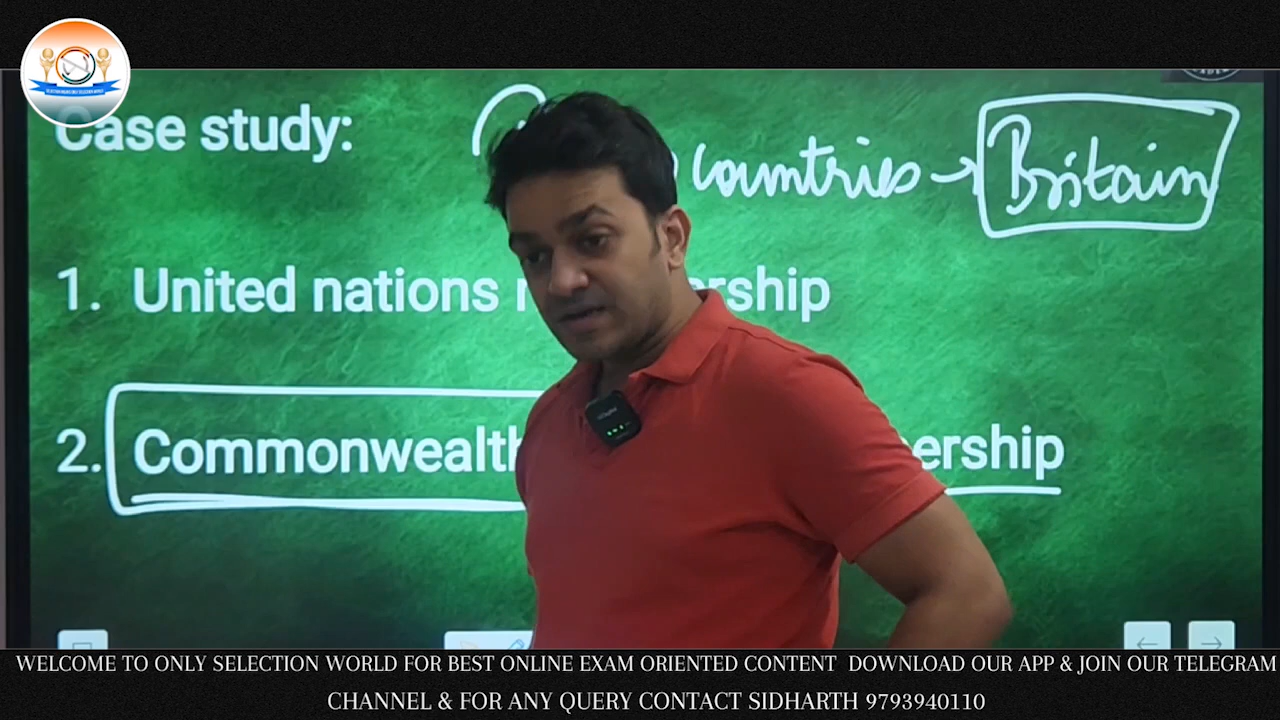 Case study:
countries → Britain
1. United nations ership
2. Commonwealth ership
WELCOME TO ONLY SELECTION WORLD FOR BEST ONLINE EXAM ORIENTED CONTENT DOWNLOAD OUR APP & JOIN OUR TELEGRAM
CHANNEL & FOR ANY QUERY CONTACT SIDHARTH 9793940110